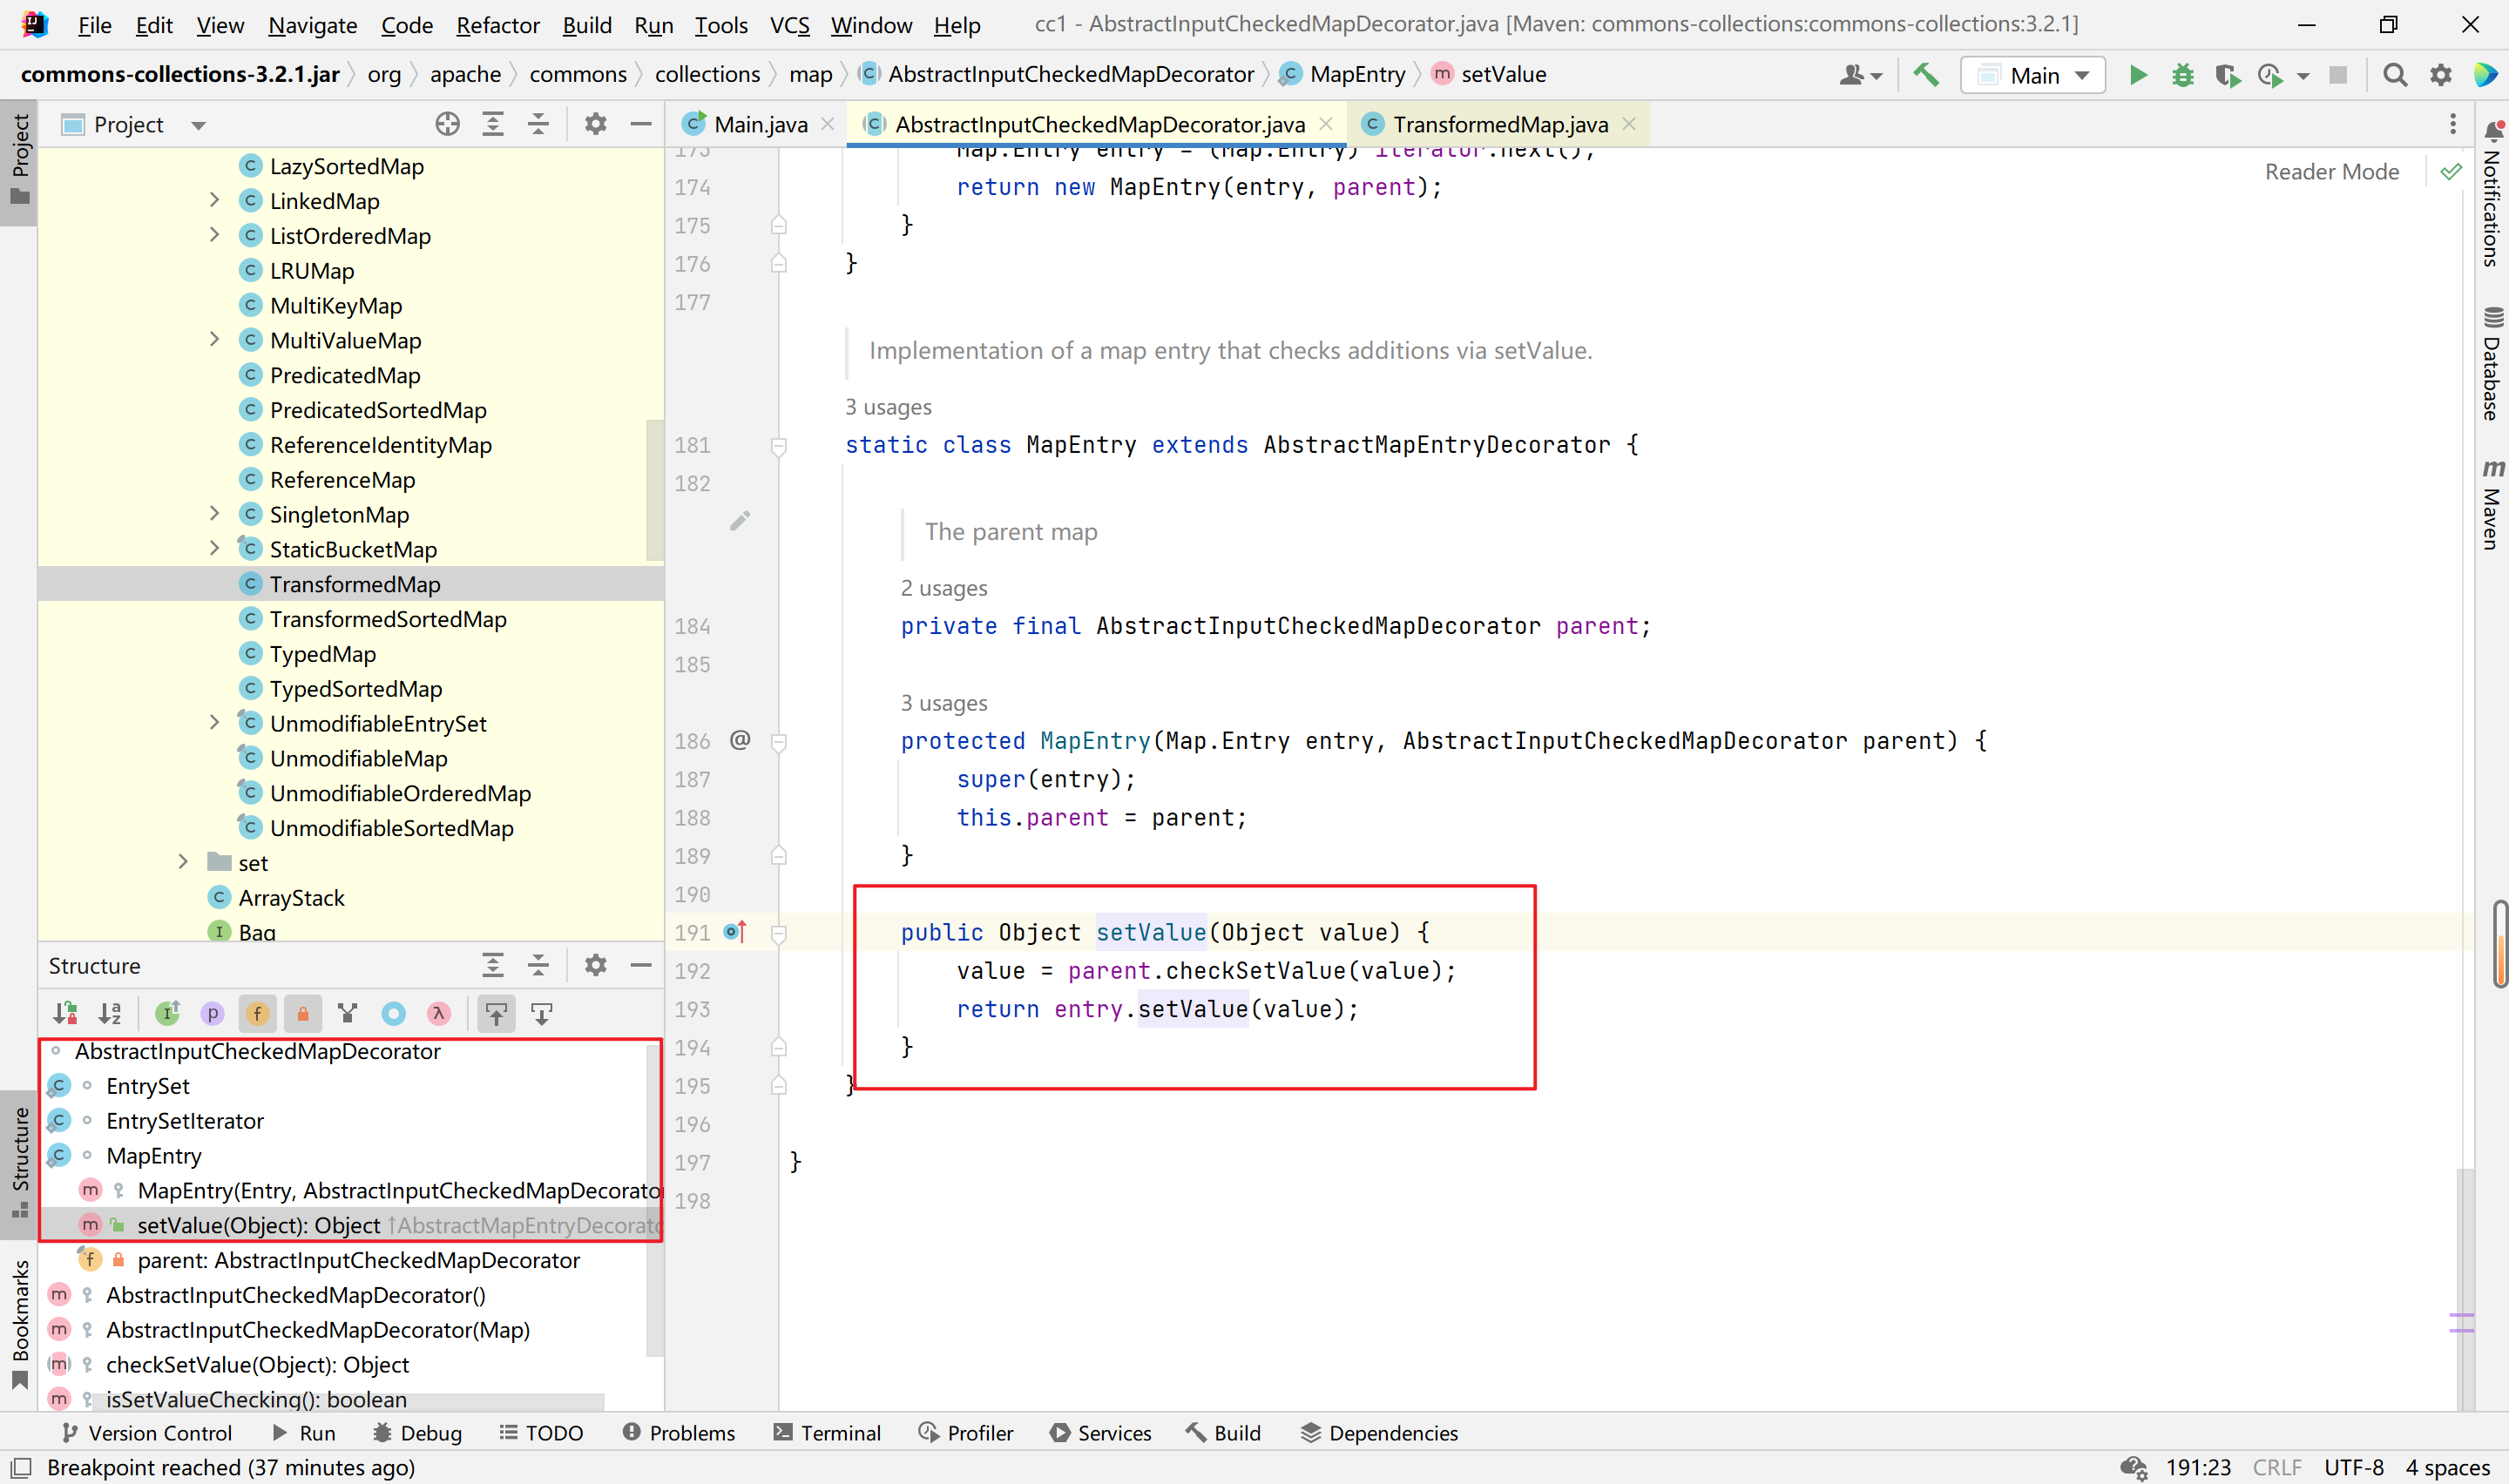 File Edit View Navigate Code Refactor Build Run Tools VCS Window Help cc1 - AbstractInputCheckedMapDecorator.java [Maven: commons-collections:commons-collections:3.2.1]
commons-collections-3.2.1.jar org apache commons collections map AbstractInputCheckedMapDecorator MapEntry setValue Main
Project
Main.java AbstractInputCheckedMapDecorator.java TransformedMap.java
Project
LazySortedMap
LinkedMap
ListOrderedMap
LRUMap
MultiKeyMap
MultiValueMap
PredicatedMap
PredicatedSortedMap
ReferenceIdentityMap
ReferenceMap
SingletonMap
StaticBucketMap
TransformedMap
TransformedSortedMap
TypedMap
TypedSortedMap
UnmodifiableEntrySet
UnmodifiableMap
UnmodifiableOrderedMap
UnmodifiableSortedMap
set
ArrayStack
Bag
Structure
AbstractInputCheckedMapDecorator
EntrySet
EntrySetIterator
MapEntry
MapEntry(Entry, AbstractInputCheckedMapDecorator
setValue(Object): Object ↑AbstractMapEntryDecorato
parent: AbstractInputCheckedMapDecorator
AbstractInputCheckedMapDecorator()
AbstractInputCheckedMapDecorator(Map)
checkSetValue(Object): Object
isSetValueChecking(): boolean
Structure
Bookmarks
Reader Mode
173 Map.Entry entry = (Map.Entry) iterator.next();
174 return new MapEntry(entry, parent);
175 }
176 }
177
Implementation of a map entry that checks additions via setValue.
3 usages
181 static class MapEntry extends AbstractMapEntryDecorator {
182
The parent map
2 usages
184 private final AbstractInputCheckedMapDecorator parent;
185
3 usages
186 @ protected MapEntry(Map.Entry entry, AbstractInputCheckedMapDecorator parent) {
187 super(entry);
188 this.parent = parent;
189 }
190
191 public Object setValue(Object value) {
192 value = parent.checkSetValue(value);
193 return entry.setValue(value);
194 }
195 }
196
197 }
198
Notifications
Database
Maven
Version Control Run Debug TODO Problems Terminal Profiler Services Build Dependencies
Breakpoint reached (37 minutes ago) 191:23 CRLF UTF-8 4 spaces